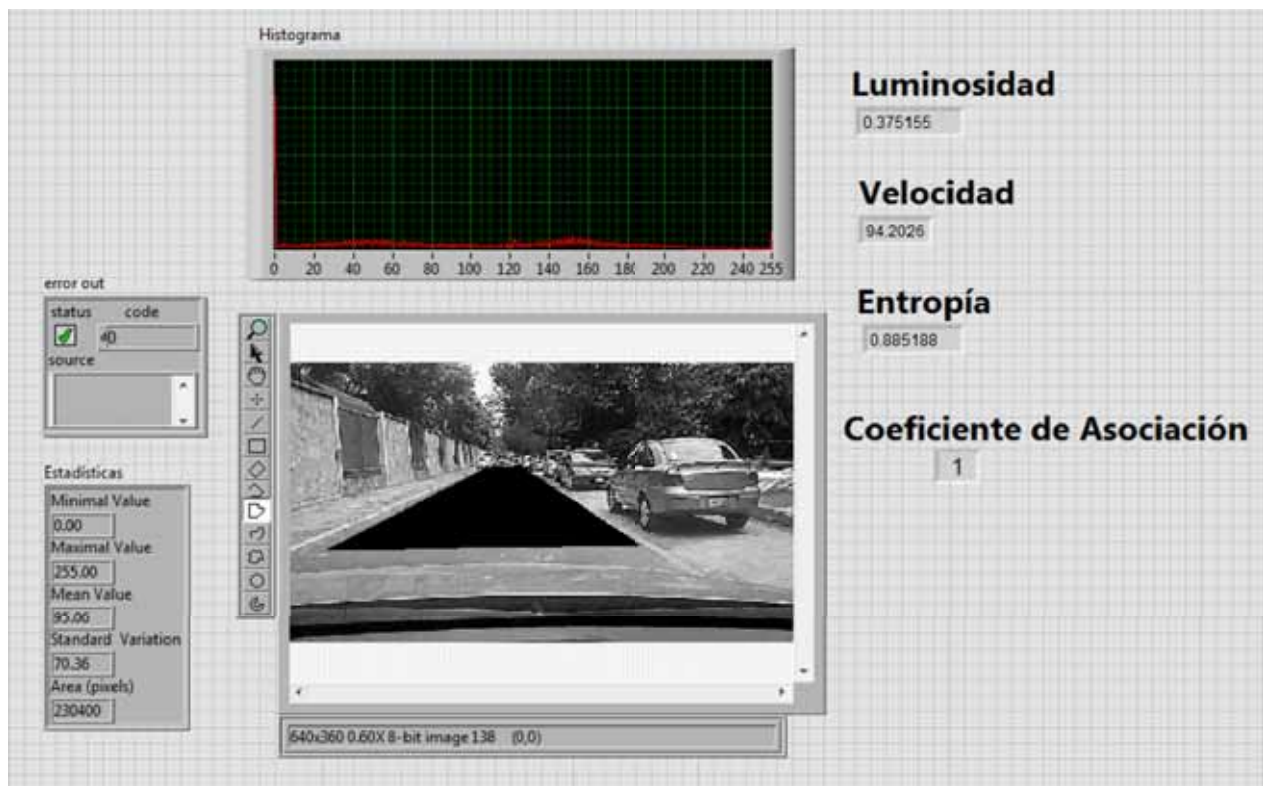 Histograma
0 20 40 60 80 100 120 140 160 180 200 220 240 255
Luminosidad
0.375155
Velocidad
94.2026
Entropía
0.885188
Coeficiente de Asociación
1
error out
status code
source
Estadísticas
Minimal Value
0.00
Maximal Value
255.00
Mean Value
95.06
Standard Variation
70.36
Area (pixels)
230400
640x360 0.60X 8-bit image 138 (0,0)